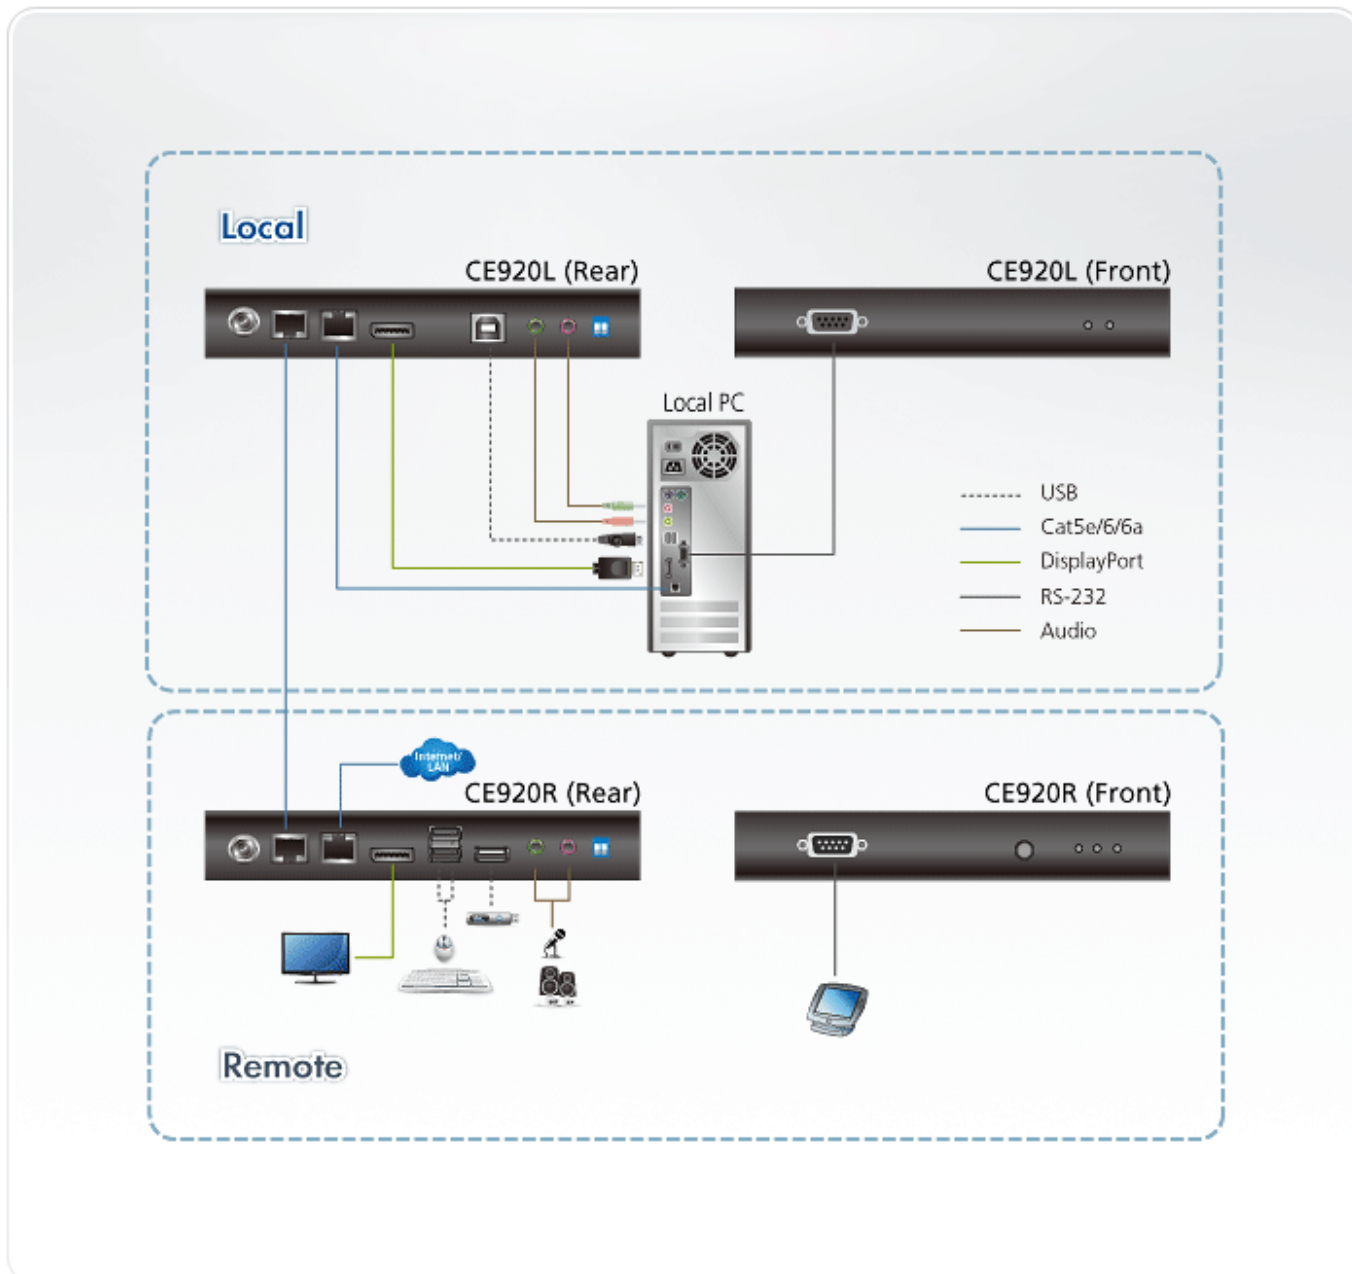 Local
CE920L (Rear)
CE920L (Front)
Local PC
USB
Cat5e/6/6a
DisplayPort
RS-232
Audio
Internet/
LAN
CE920R (Rear)
CE920R (Front)
Remote